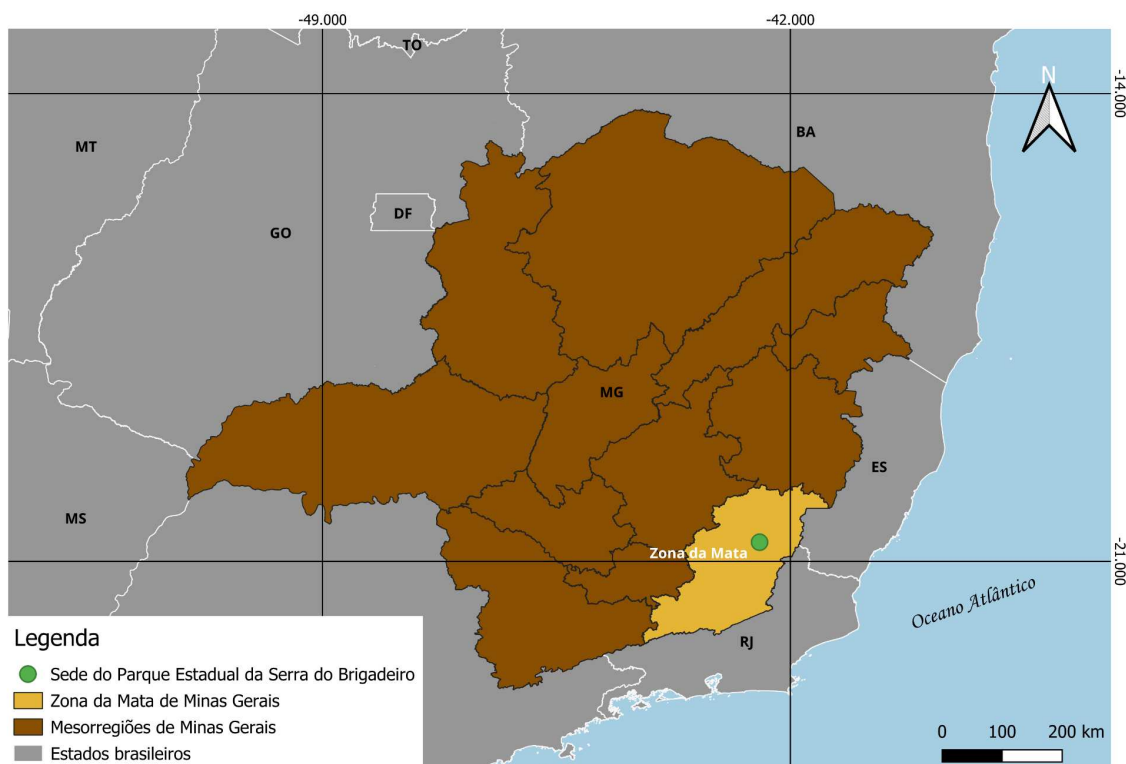 -49.000
-42.000
TO
N
-14.000
BA
MT
DF
GO
MG
ES
MS
Zona da Mata
-21.000
Oceano Atlântico
RJ
Legenda
Sede do Parque Estadual da Serra do Brigadeiro
Zona da Mata de Minas Gerais
Mesorregiões de Minas Gerais
Estados brasileiros
0 100 200 km